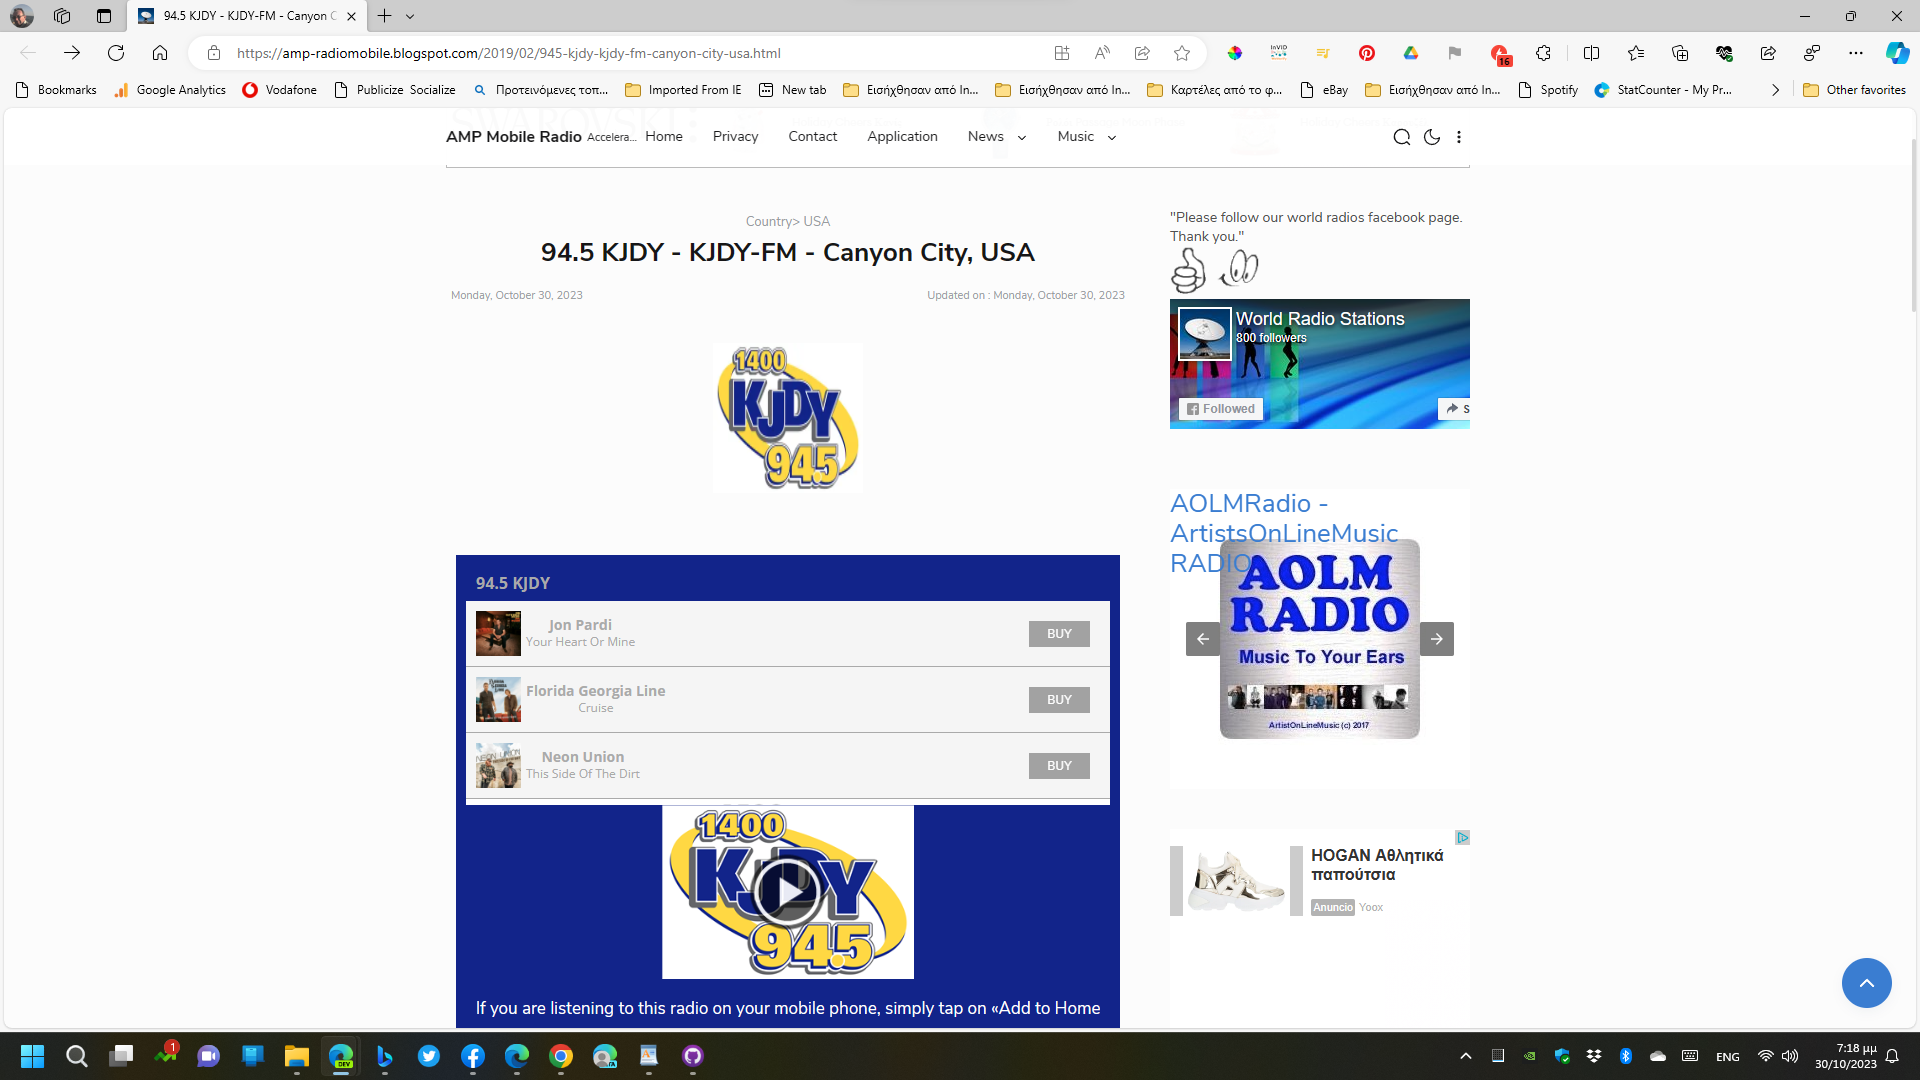 94.5 KJDY - KJDY-FM - Canyon C
https://amp-radiomobile.blogspot.com/2019/02/945-kjdy-kjdy-fm-canyon-city-usa.html
InVID
16
Bookmarks
Google Analytics
Vodafone
Publicize Socialize
Προτεινόμενες τοπ...
Imported From IE
New tab
Εισήχθησαν από In...
Εισήχθησαν από In...
Καρτέλες από το φ...
eBay
Εισήχθησαν από In...
Spotify
StatCounter - My Pr...
Other favorites
AMP Mobile Radio Accelera...
Home
Privacy
Contact
Application
News
Music
Country> USA
94.5 KJDY - KJDY-FM - Canyon City, USA
Monday, October 30, 2023
Updated on : Monday, October 30, 2023
1400
KJDY
94.5
94.5 KJDY
Jon Pardi
Your Heart Or Mine
BUY
Florida Georgia Line
Cruise
BUY
Neon Union
This Side Of The Dirt
BUY
1400
KJDY
94.5
If you are listening to this radio on your mobile phone, simply tap on «Add to Home
"Please follow our world radios facebook page.
Thank you."
World Radio Stations
800 followers
Followed
S
AOLMRadio -
ArtistsOnLineMusic
RADIO
AOLM
RADIO
Music To Your Ears
ArtistOnLineMusic (c) 2017
HOGAN Αθλητικά
παπούτσια
Anuncio Yoox
1
DEV
ENG
7:18 μμ
30/10/2023